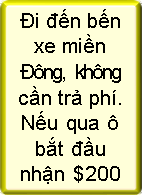 Đi đến bến
xe miền
Đông, không
cần trả phí.
Nếu qua ô
bắt đầu
nhận $200